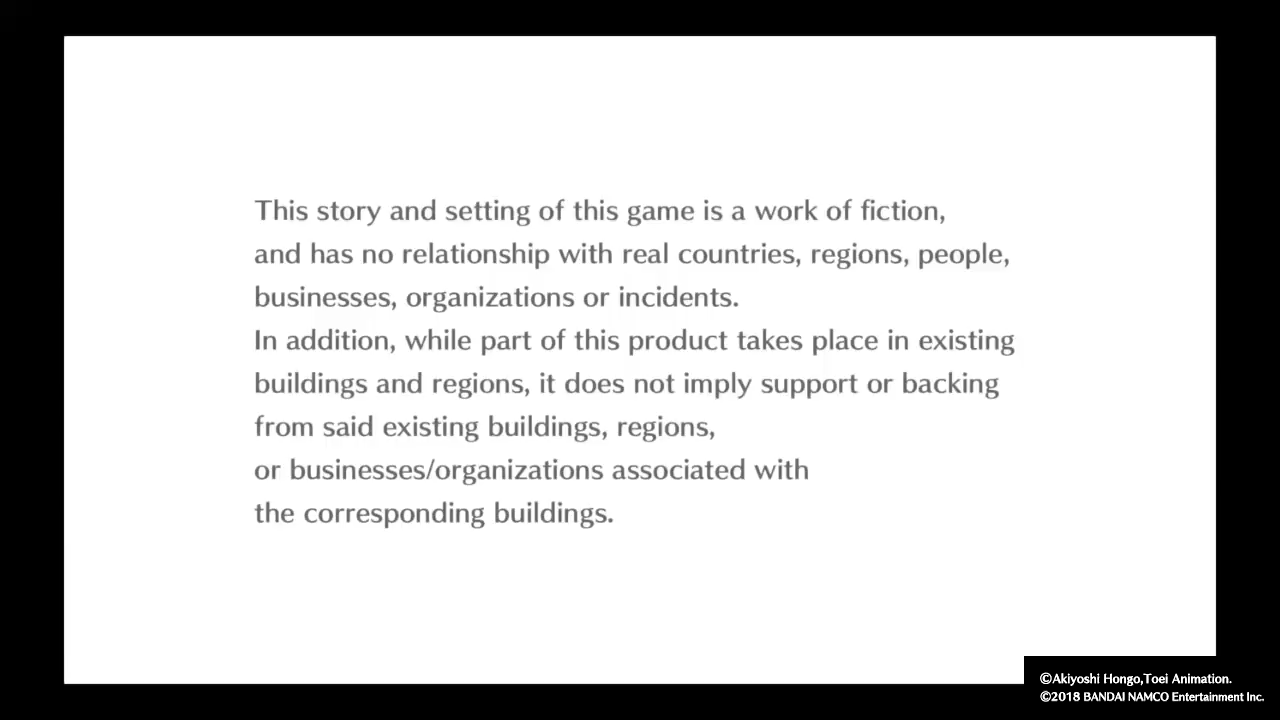 This story and setting of this game is a work of fiction,
and has no relationship with real countries, regions, people,
businesses, organizations or incidents.
In addition, while part of this product takes place in existing
buildings and regions, it does not imply support or backing
from said existing buildings, regions,
or businesses/organizations associated with
the corresponding buildings.
©Akiyoshi Hongo,Toei Animation.
©2018 BANDAI NAMCO Entertainment Inc.